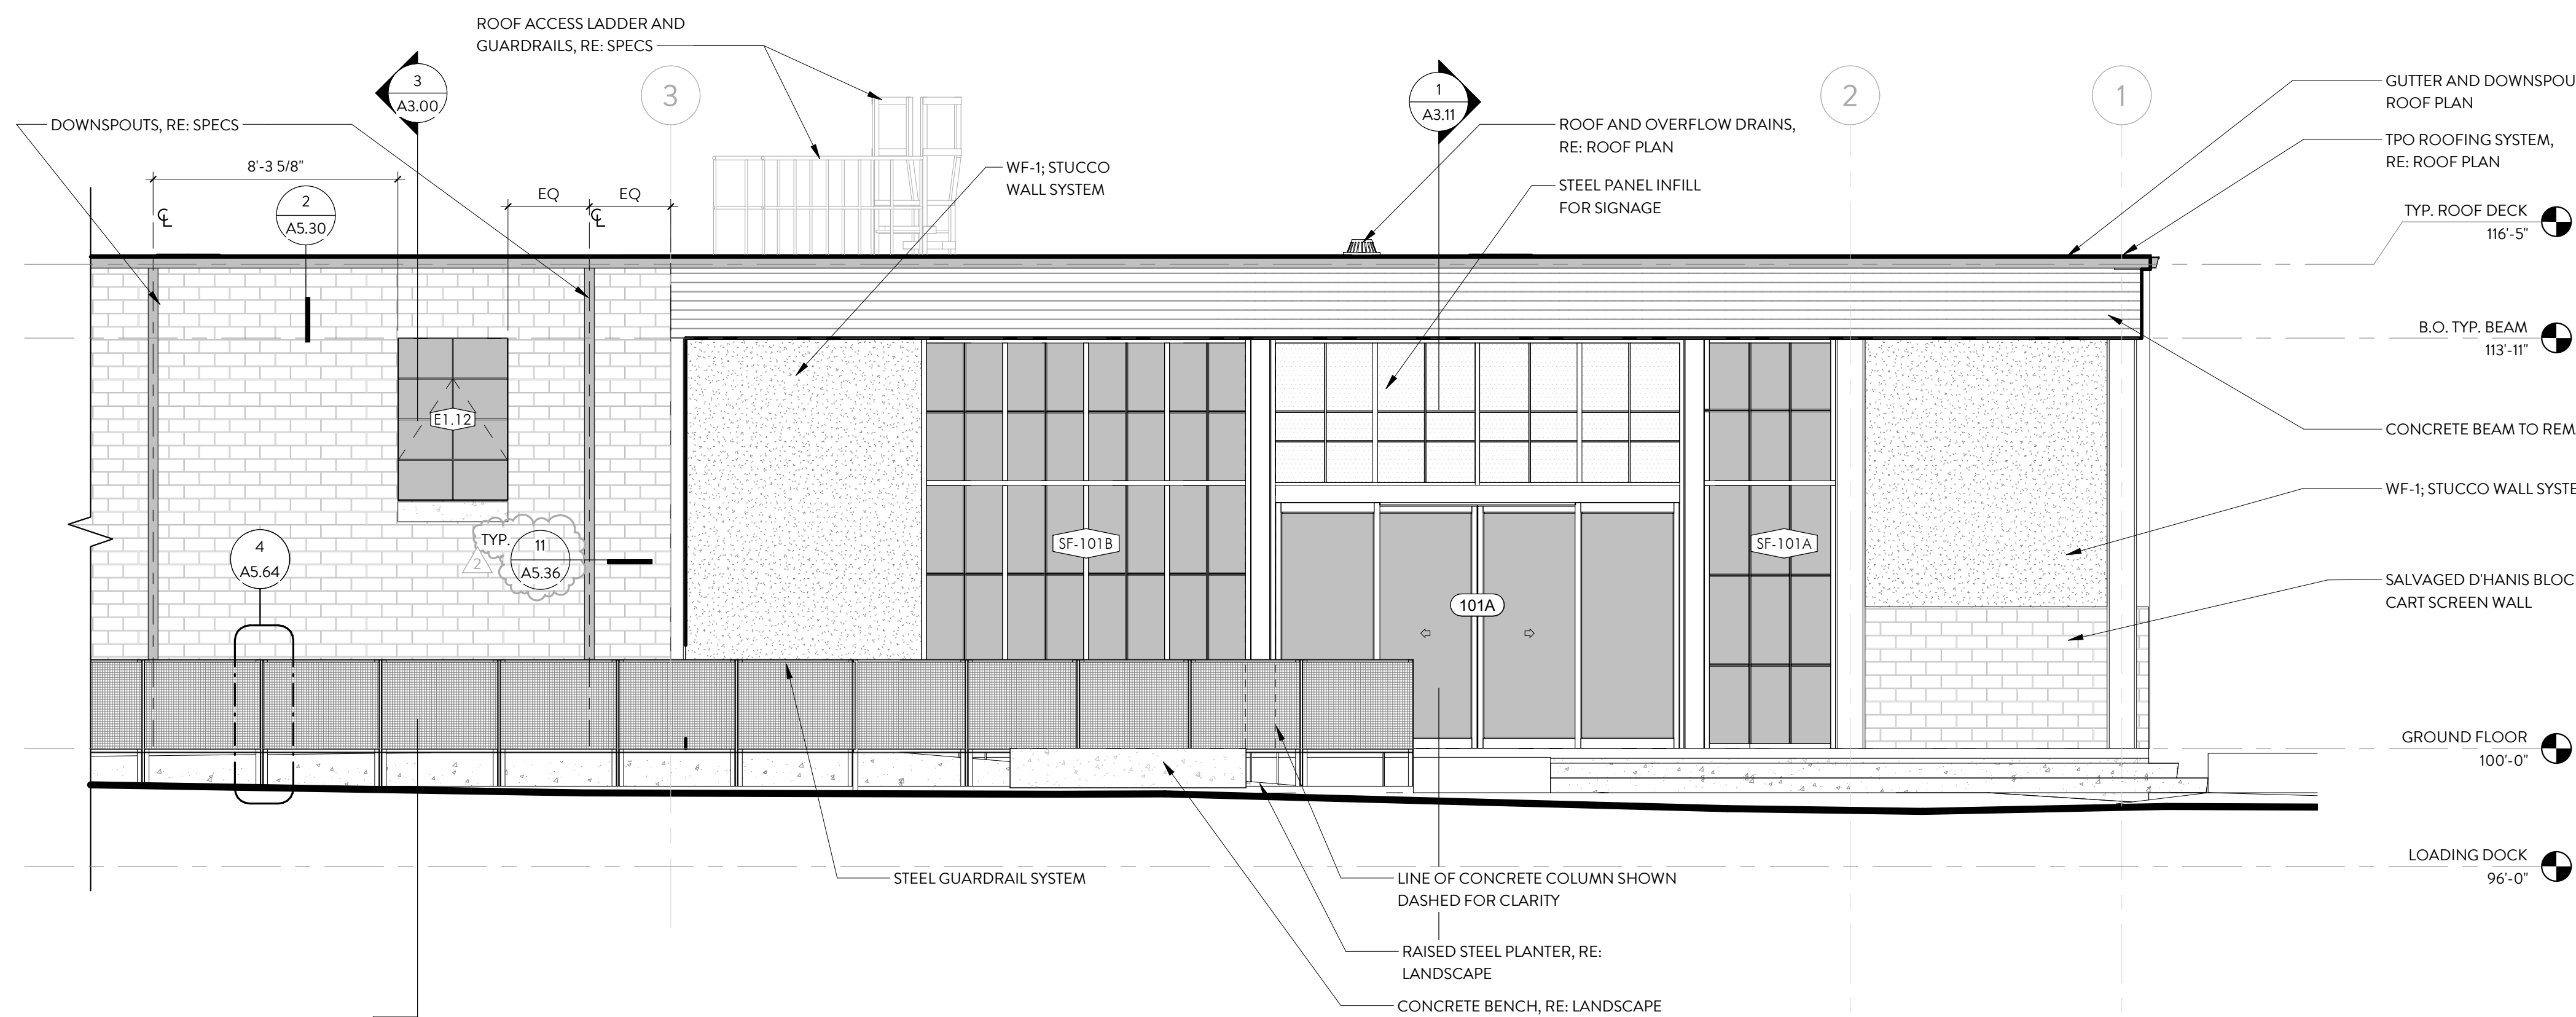 ROOF ACCESS LADDER AND
GUARDRAILS, RE: SPECS
3
A3.00
3
1
A3.11
2
1
GUTTER AND DOWNSPOU
ROOF PLAN
DOWNSPOUTS, RE: SPECS
ROOF AND OVERFLOW DRAINS,
RE: ROOF PLAN
TPO ROOFING SYSTEM,
RE: ROOF PLAN
8'-3 5/8"
WF-1; STUCCO
WALL SYSTEM
STEEL PANEL INFILL
FOR SIGNAGE
EQ
EQ
2
A5.30
℄
℄
TYP. ROOF DECK
116'-5"
B.O. TYP. BEAM
113'-11"
E1.12
CONCRETE BEAM TO REM
WF-1; STUCCO WALL SYSTE
TYP.
11
A5.36
2
4
A5.64
SF-101B
SF-101A
SALVAGED D'HANIS BLOC
CART SCREEN WALL
101A
GROUND FLOOR
100'-0"
LOADING DOCK
96'-0"
STEEL GUARDRAIL SYSTEM
LINE OF CONCRETE COLUMN SHOWN
DASHED FOR CLARITY
RAISED STEEL PLANTER, RE:
LANDSCAPE
CONCRETE BENCH, RE: LANDSCAPE